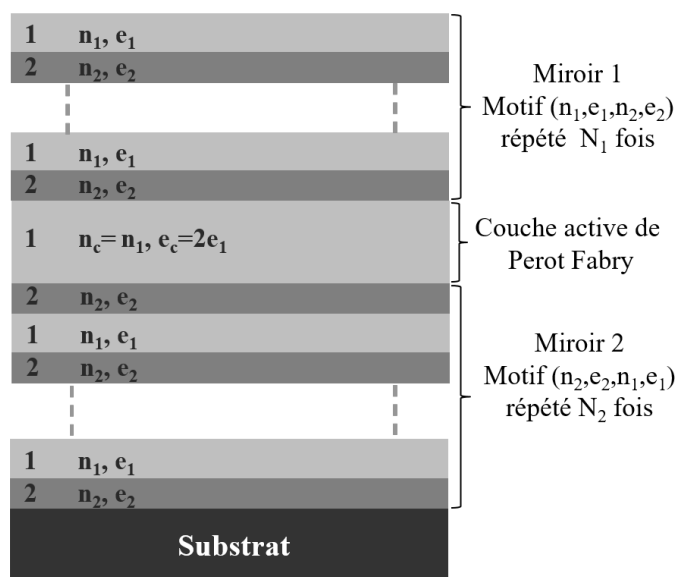 1 n₁, e₁
2 n₂, e₂
Miroir 1
Motif (n₁,e₁,n₂,e₂)
répété N₁ fois
1 n₁, e₁
2 n₂, e₂
1 n_c= n₁, e_c=2e₁
Couche active de
Perot Fabry
2 n₂, e₂
1 n₁, e₁
2 n₂, e₂
Miroir 2
Motif (n₂,e₂,n₁,e₁)
répété N₂ fois
1 n₁, e₁
2 n₂, e₂
Substrat